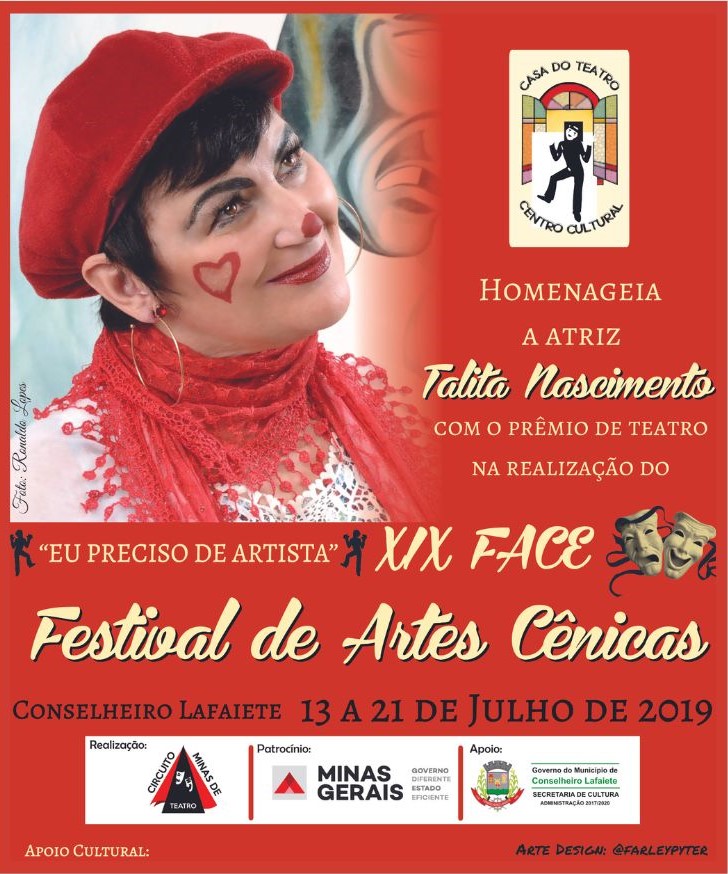 CASA DO TEATRO
CENTRO CULTURAL
HOMENAGEIA
A ATRIZ
Talita Nascimento
COM O PRÊMIO DE TEATRO
NA REALIZAÇÃO DO
Foto: Ronaldo Lopes
"EU PRECISO DE ARTISTA" XIX FACE
Festival de Artes Cênicas
CONSELHEIRO LAFAIETE 13 A 21 DE JULHO DE 2019
Realização:
CIRCUITO MINAS DE
TEATRO
Patrocínio:
MINAS
GERAIS
GOVERNO
DIFERENTE
ESTADO
EFICIENTE
Apoio:
Governo do Município de
Conselheiro Lafaiete
SECRETARIA DE CULTURA
ADMINISTRAÇÃO 2017/2020
APOIO CULTURAL:
ARTE DESIGN: @FARLEYPYTER